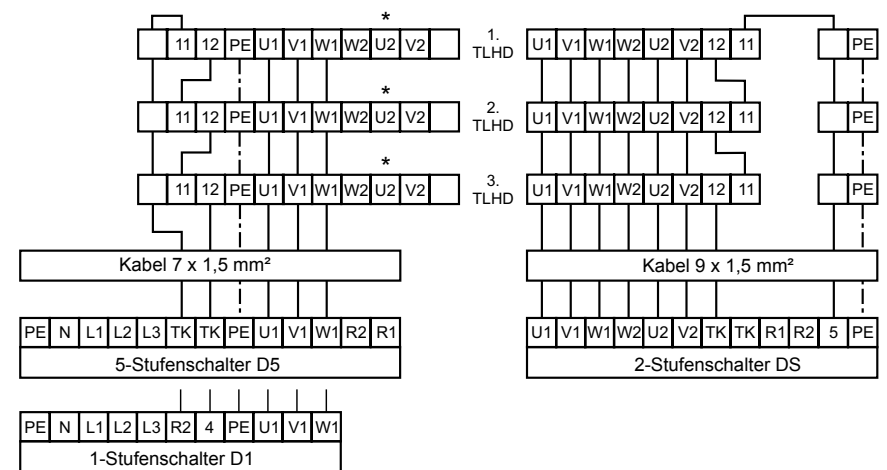 *
11 12 PE U1 V1 W1 W2 U2 V2
1. TLHD
U1 V1 W1 W2 U2 V2 12 11 PE
*
11 12 PE U1 V1 W1 W2 U2 V2
2. TLHD
U1 V1 W1 W2 U2 V2 12 11 PE
*
11 12 PE U1 V1 W1 W2 U2 V2
3. TLHD
U1 V1 W1 W2 U2 V2 12 11 PE
Kabel 7 x 1,5 mm²
Kabel 9 x 1,5 mm²
PE N L1 L2 L3 TK TK PE U1 V1 W1 R2 R1
5-Stufenschalter D5
U1 V1 W1 W2 U2 V2 TK TK R1 R2 5 PE
2-Stufenschalter DS
PE N L1 L2 L3 R2 4 PE U1 V1 W1
1-Stufenschalter D1